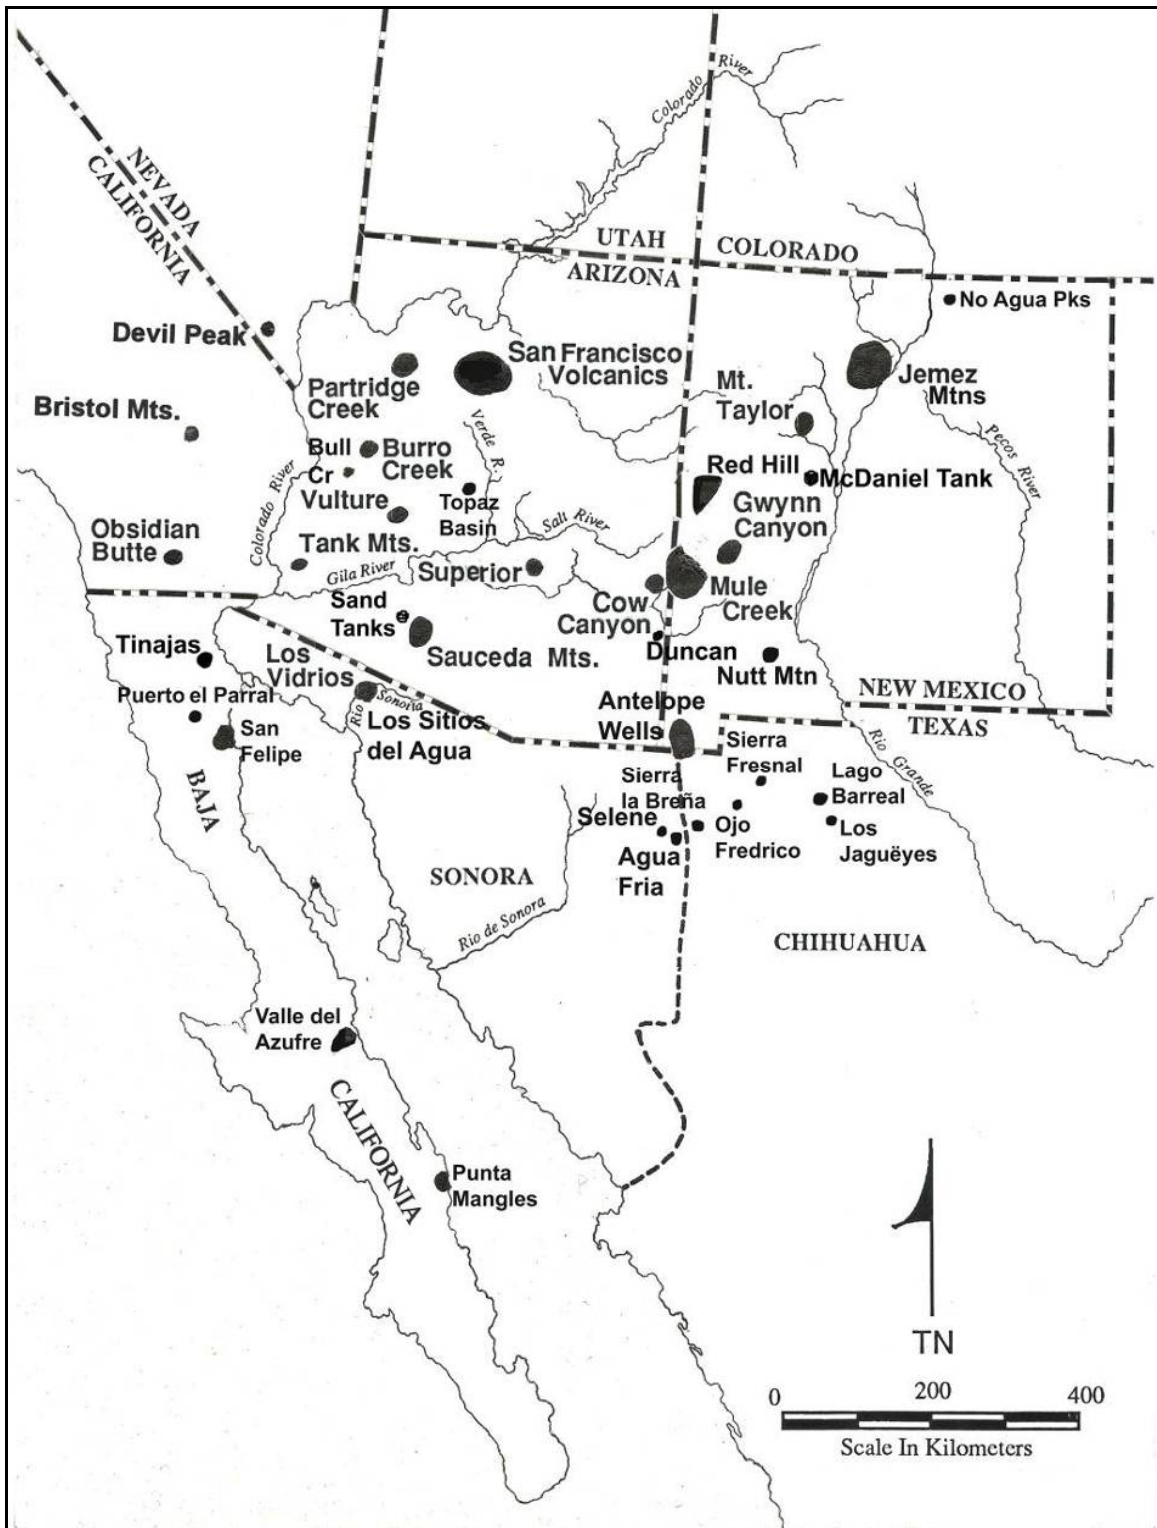 Colorado
River
NEVADA
CALIFORNIA
UTAH
COLORADO
ARIZONA
No Agua Pks
Devil Peak
San Francisco
Volcanics
Partridge
Creek
Jemez
Mtns
Mt.
Taylor
Bristol Mts.
Verde R.
Pecos River
Bull
Cr
Burro
Creek
Red Hill
McDaniel Tank
Colorado River
Vulture
Topaz
Basin
Gwynn
Canyon
Salt River
Obsidian
Butte
Tank Mts.
Gila River
Superior
Mule
Creek
Cow
Canyon
Sand
Tanks
Tinajas
Los
Vidrios
Sauceda Mts.
Duncan
Nutt Mtn
Puerto el Parral
Rio Sonoita
NEW MEXICO
TEXAS
San
Felipe
Los Sitios
del Agua
Antelope
Wells
Sierra
Fresnal
Rio Grande
BAJA
Sierra
la Breña
Lago
Barreal
Selene
Ojo
Fredrico
Los
Jaguëyes
Agua
Fria
SONORA
Rio de Sonora
CHIHUAHUA
Valle del
Azufre
CALIFORNIA
Punta
Mangles
TN
0 200 400
Scale In Kilometers